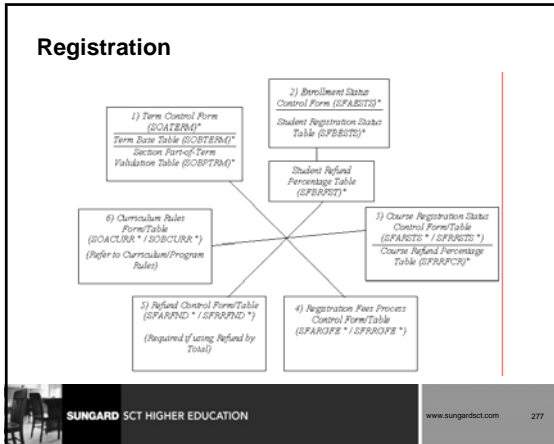 Registration
1) Term Control Form
(SOATERM)*
Term Base Table (SOBTERM)*
Section Part-of-Term
Validation Table (SOBPTRM)*
2) Enrollment Status
Control Form (SFAESTS)*
Student Registration Status
Table (SFBESTS)*
Student Refund
Percentage Table
(SFBRFST)*
6) Curriculum Rules
Form/Table
(SOACURR * / SOBCURR *)
(Refer to Curriculum/Program
Rules)
3) Course Registration Status
Control Form/Table
(SFARSTS * / SFRRSTS *)
Course Refund Percentage
Table (SFRRFCR)*
5) Refund Control Form/Table
(SFARFND * / SFRRFND *)
(Required if using Refund by
Total)
4) Registration Fees Process
Control Form/Table
(SFARGFE * / SFRRGFE *)
SUNGARD SCT HIGHER EDUCATION
www.sungardsct.com
277